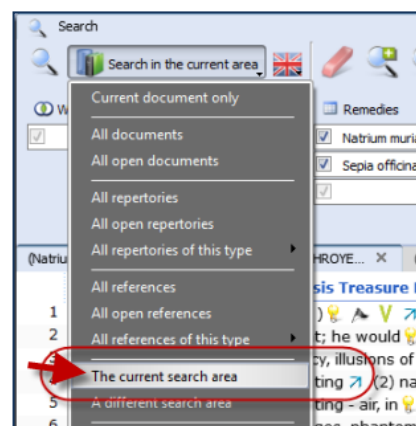 Search
Search in the current area
W
Remedies
Current document only
Natrium muria
All documents
Sepia officina
All open documents
All repertories
All open repertories
All repertories of this type
(Natriu
HROYE...
All references
sis Treasure
1
All open references
)
2
All references of this type
t; he would
3
cy, illusions of
The current search area
ting (2) na
5
A different search area
ting - air, in
6